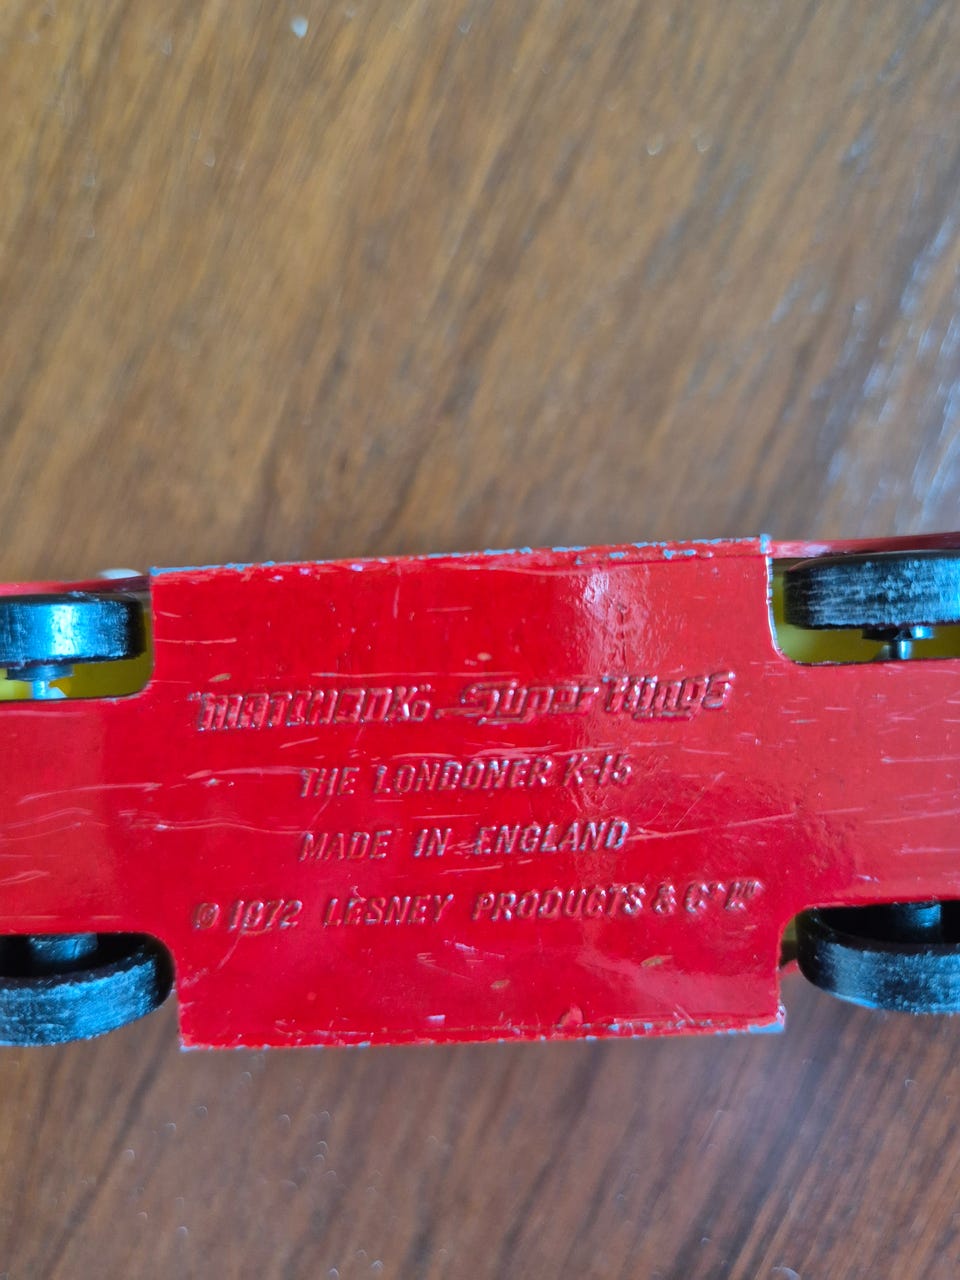 "MATCHBOX" Super Kings
THE LONDONER K-15
MADE IN ENGLAND
© 1972 LESNEY PRODUCTS & Co Ltd